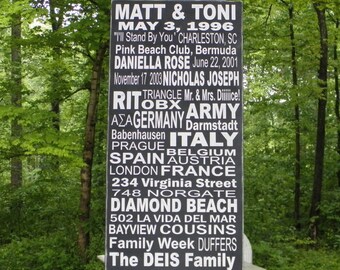 MATT & TONI
MAY 3, 1996
"I'll Stand By You" CHARLESTON, SC
Pink Beach Club, Bermuda
DANIELLA ROSE June 22, 2001
November 17 2003 NICHOLAS JOSEPH
RIT TRIANGLE Mr. & Mrs. Diiiiice!
OBX ARMY
ΑΣΑ GERMANY Darmstadt
Babenhausen ITALY
PRAGUE BELGIUM
SPAIN AUSTRIA
LONDON FRANCE
234 Virginia Street
748 NORGATE
DIAMOND BEACH
502 LA VIDA DEL MAR
BAYVIEW COUSINS
Family Week DUFFERS
The DEIS Family